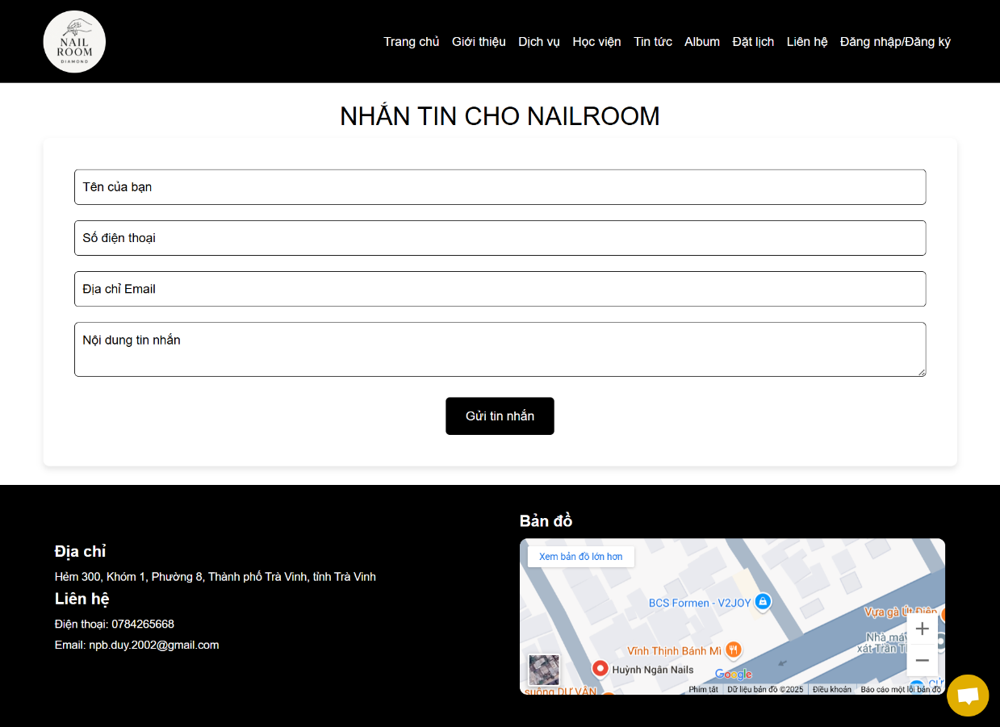 NAIL
ROOM
DIAMOND
Trang chủ Giới thiệu Dịch vụ Học viện Tin tức Album Đặt lịch Liên hệ Đăng nhập/Đăng ký
NHẮN TIN CHO NAILROOM
Tên của bạn
Số điện thoại
Địa chỉ Email
Nội dung tin nhắn
Gửi tin nhắn
Địa chỉ
Hẻm 300, Khóm 1, Phường 8, Thành phố Trà Vinh, tỉnh Trà Vinh
Liên hệ
Điện thoại: 0784265668
Email: npb.duy.2002@gmail.com
Bản đồ
Xem bản đồ lớn hơn
BCS Formen - V2JOY
Vựa gà Út Điện
Nhà má
xát Trần T
Vĩnh Thịnh Bánh Mì
Huỳnh Ngân Nails
Google
suông DƯ VÂN
Phím tắt Dữ liệu bản đồ ©2025 Điều khoản Báo cáo một lỗi bản đồ